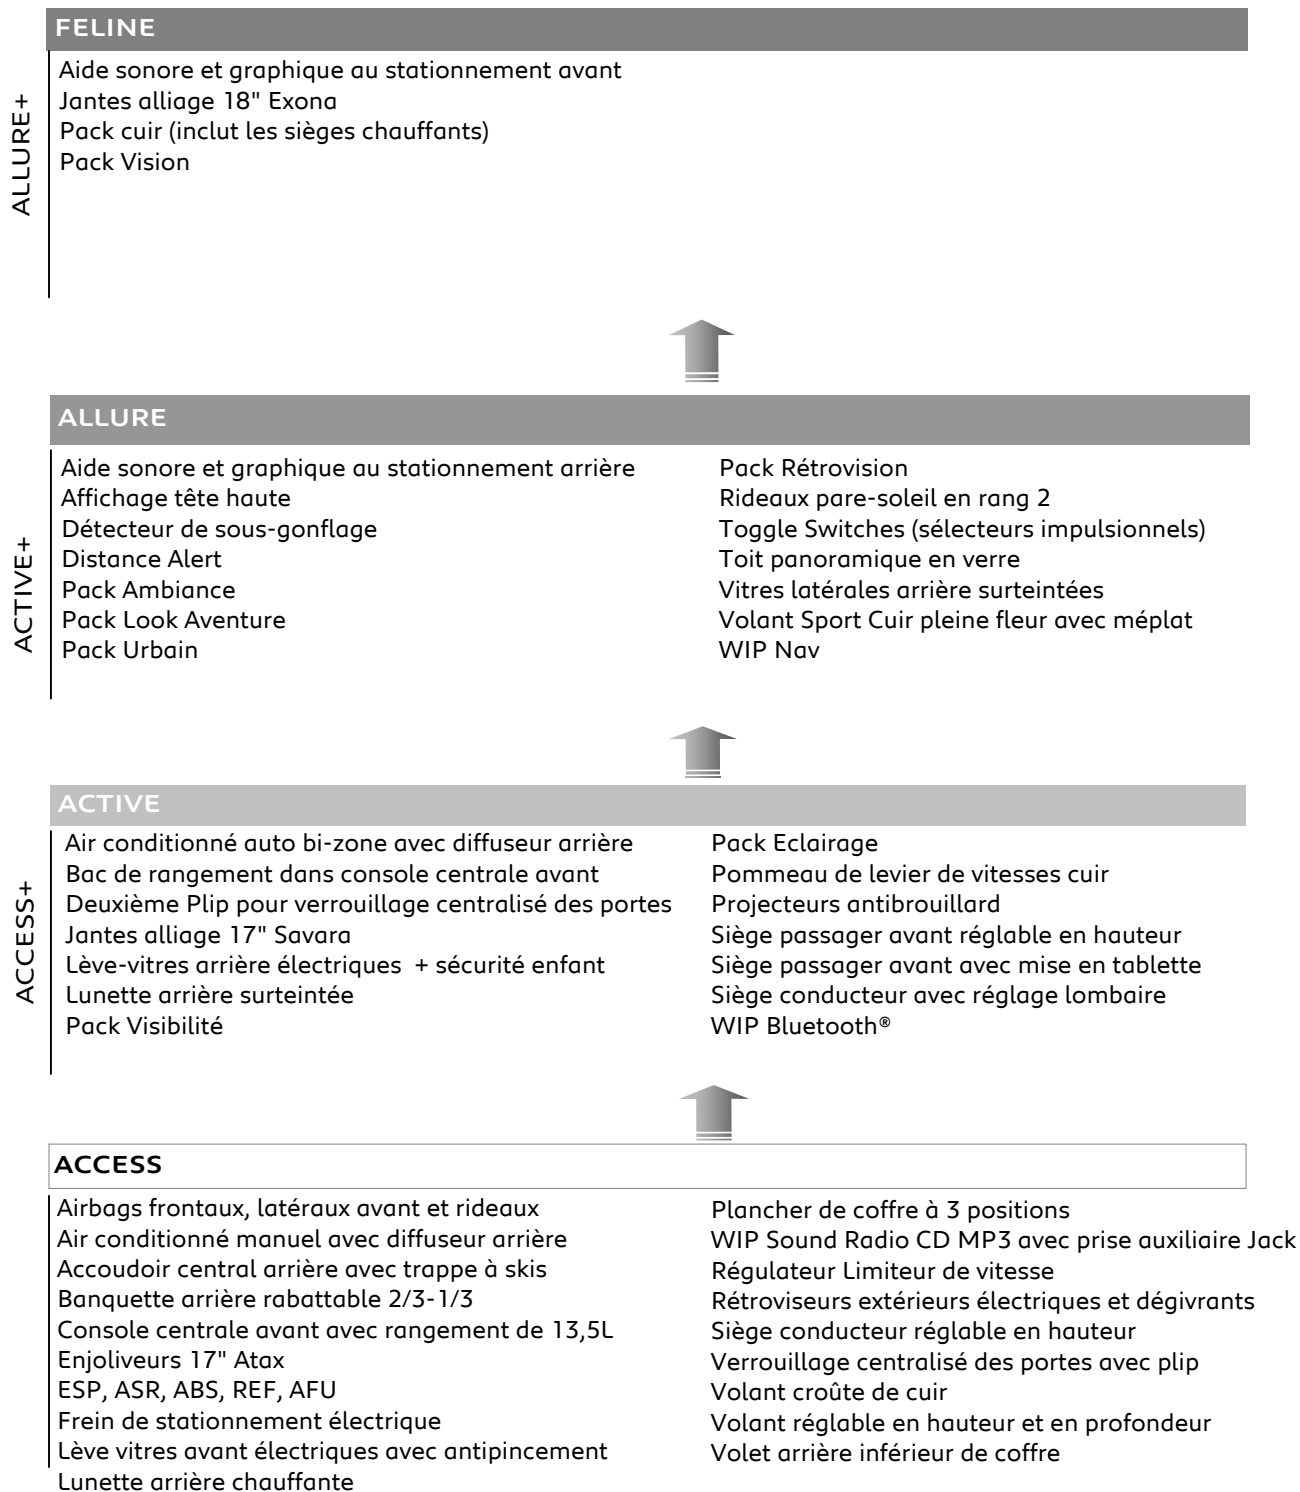 FELINE
ALLURE+
Aide sonore et graphique au stationnement avant
Jantes alliage 18" Exona
Pack cuir (inclut les sièges chauffants)
Pack Vision
ALLURE
ACTIVE+
Aide sonore et graphique au stationnement arrière
Affichage tête haute
Détecteur de sous-gonflage
Distance Alert
Pack Ambiance
Pack Look Aventure
Pack Urbain
Pack Rétrovision
Rideaux pare-soleil en rang 2
Toggle Switches (sélecteurs impulsionnels)
Toit panoramique en verre
Vitres latérales arrière surteintées
Volant Sport Cuir pleine fleur avec méplat
WIP Nav
ACTIVE
ACCESS+
Air conditionné auto bi-zone avec diffuseur arrière
Bac de rangement dans console centrale avant
Deuxième Plip pour verrouillage centralisé des portes
Jantes alliage 17" Savara
Lève-vitres arrière électriques + sécurité enfant
Lunette arrière surteintée
Pack Visibilité
Pack Eclairage
Pommeau de levier de vitesses cuir
Projecteurs antibrouillard
Siège passager avant réglable en hauteur
Siège passager avant avec mise en tablette
Siège conducteur avec réglage lombaire
WIP Bluetooth®
ACCESS
Airbags frontaux, latéraux avant et rideaux
Air conditionné manuel avec diffuseur arrière
Accoudoir central arrière avec trappe à skis
Banquette arrière rabattable 2/3-1/3
Console centrale avant avec rangement de 13,5L
Enjoliveurs 17" Atax
ESP, ASR, ABS, REF, AFU
Frein de stationnement électrique
Lève vitres avant électriques avec antipincement
Lunette arrière chauffante
Plancher de coffre à 3 positions
WIP Sound Radio CD MP3 avec prise auxiliaire Jack
Régulateur Limiteur de vitesse
Rétroviseurs extérieurs électriques et dégivrants
Siège conducteur réglable en hauteur
Verrouillage centralisé des portes avec plip
Volant croûte de cuir
Volant réglable en hauteur et en profondeur
Volet arrière inférieur de coffre